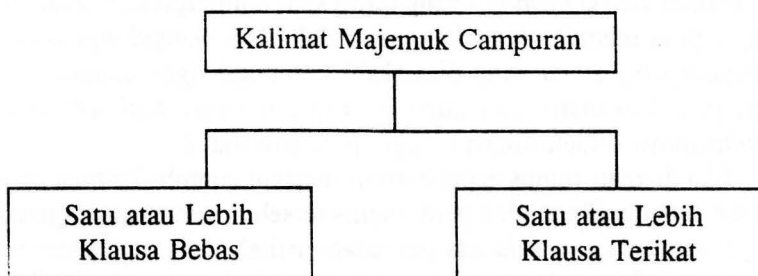 Kalimat Majemuk Campuran
Satu atau Lebih
Klausa Bebas
Satu atau Lebih
Klausa Terikat